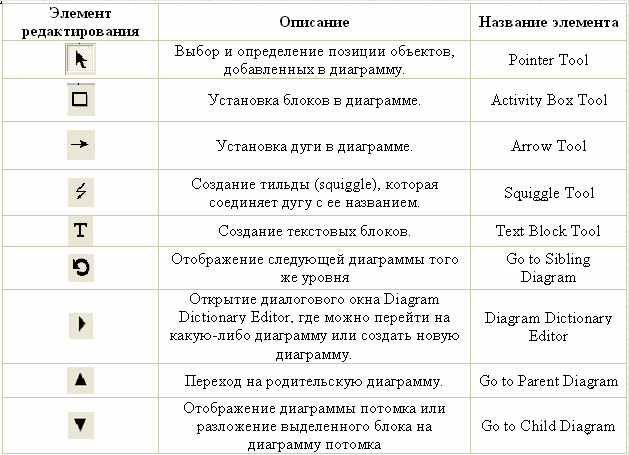 Элемент редактирования
Описание
Название элемента
Выбор и определение позиции объектов,
добавленных в диаграмму.
Pointer Tool
Установка блоков в диаграмме.
Activity Box Tool
Установка дуги в диаграмме.
Arrow Tool
Создание тильды (squiggle), которая
соединяет дугу с ее названием.
Squiggle Tool
T
Создание текстовых блоков.
Text Block Tool
Отображение следующей диаграммы того
же уровня
Go to Sibling
Diagram
Открытие диалогового окна Diagram
Dictionary Editor, где можно перейти на
какую-либо диаграмму или создать новую
диаграмму.
Diagram Dictionary
Editor
Переход на родительскую диаграмму.
Go to Parent Diagram
Отображение диаграммы потомка или
разложение выделенного блока на
диаграмму потомка
Go to Child Diagram